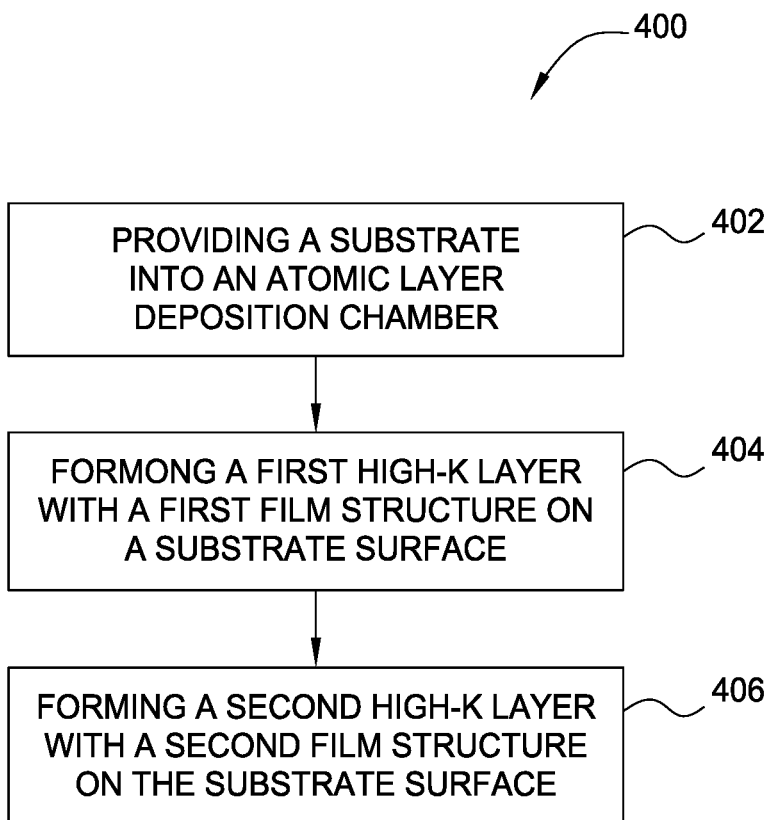 400
PROVIDING A SUBSTRATE
INTO AN ATOMIC LAYER
DEPOSITION CHAMBER
402
FORMONG A FIRST HIGH-K LAYER
WITH A FIRST FILM STRUCTURE ON
A SUBSTRATE SURFACE
404
FORMING A SECOND HIGH-K LAYER
WITH A SECOND FILM STRUCTURE
ON THE SUBSTRATE SURFACE
406